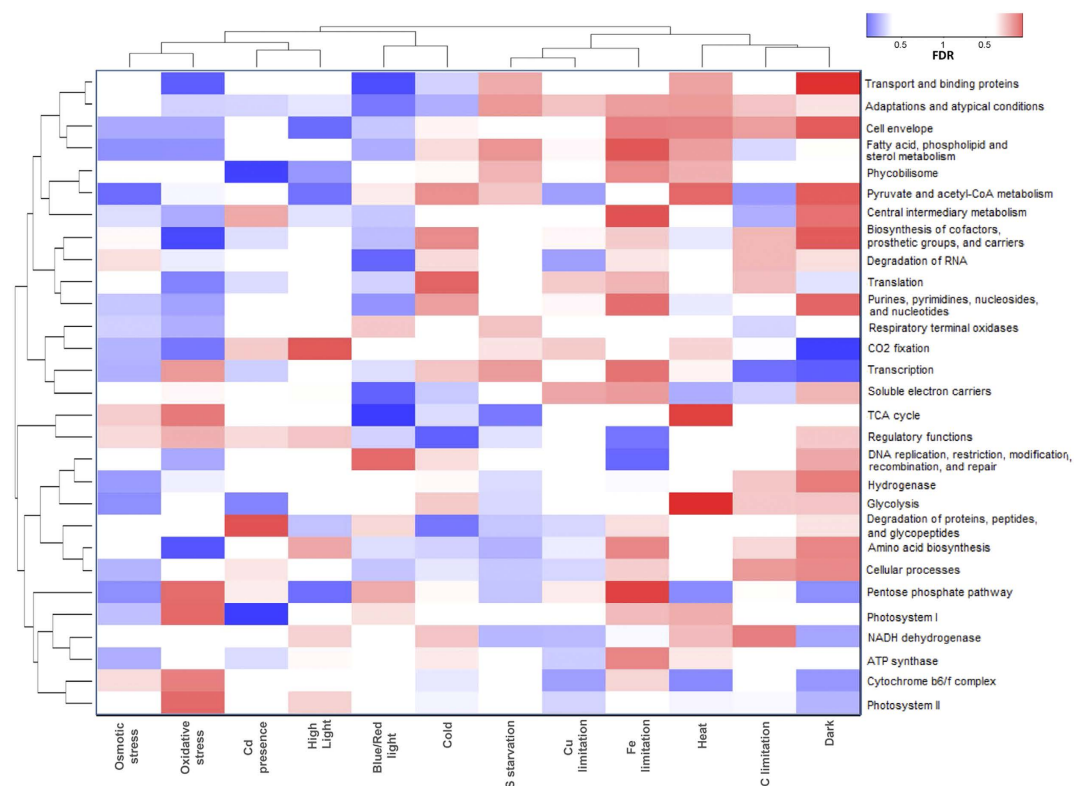 0.5 1 0.5
FDR
Transport and binding proteins
Adaptations and atypical conditions
Cell envelope
Fatty acid, phospholipid and
sterol metabolism
Phycobilisome
Pyruvate and acetyl-CoA metabolism
Central intermediary metabolism
Biosynthesis of cofactors,
prosthetic groups, and carriers
Degradation of RNA
Translation
Purines, pyrimidines, nucleosides,
and nucleotides
Respiratory terminal oxidases
CO2 fixation
Transcription
Soluble electron carriers
TCA cycle
Regulatory functions
DNA replication, restriction, modification,
recombination, and repair
Hydrogenase
Glycolysis
Degradation of proteins, peptides,
and glycopeptides
Amino acid biosynthesis
Cellular processes
Pentose phosphate pathway
Photosystem I
NADH dehydrogenase
ATP synthase
Cytochrome b6/f complex
Photosystem II
Osmotic
stress
Oxidative
stress
Cd
presence
High
Light
Blue/Red
light
Cold
S starvation
Cu
limitation
Fe
limitation
Heat
C limitation
Dark